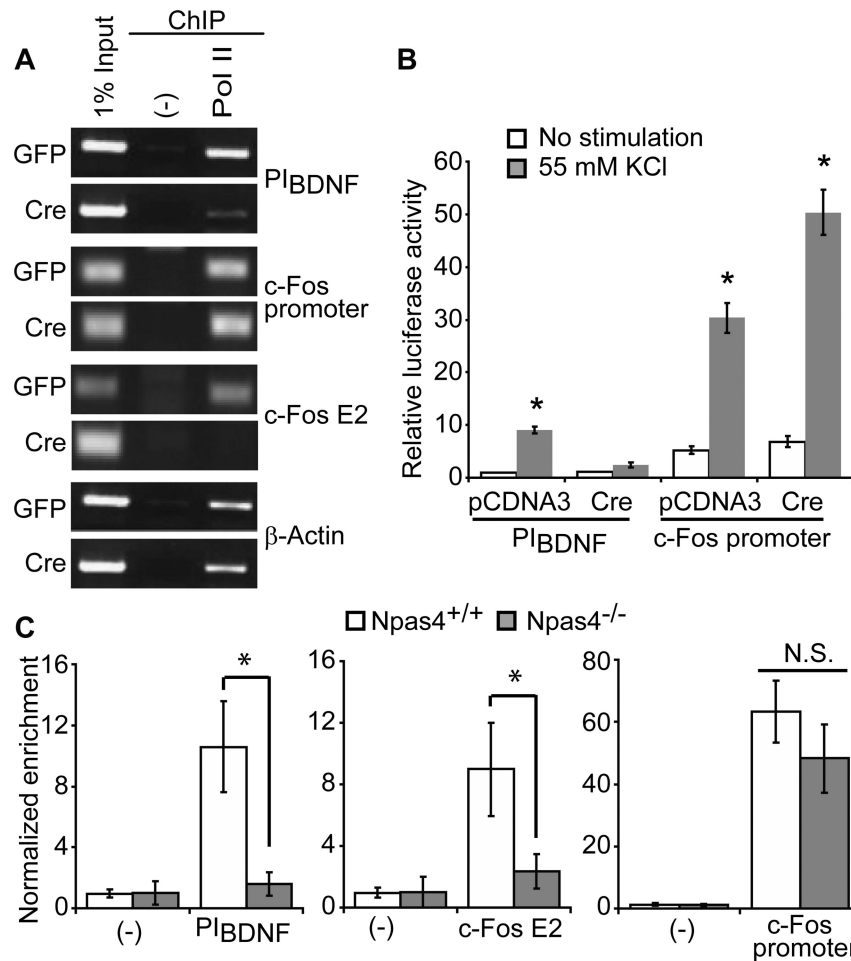 ChIP
A
1% Input
(-)
Pol II
GFP
PIBDNF
Cre
GFP
c-Fos
promoter
Cre
GFP
c-Fos E2
Cre
GFP
β-Actin
Cre
B
No stimulation
55 mM KCl
Relative luciferase activity
60
50
40
30
20
10
0
*
*
*
pCDNA3 Cre pCDNA3 Cre
PIBDNF c-Fos promoter
C
Npas4+/+ Npas4-/-
Normalized enrichment
16
12
8
4
0
*
(-) PIBDNF
16
12
8
4
0
*
(-) c-Fos E2
80
60
40
20
0
N.S.
(-) c-Fos
promoter